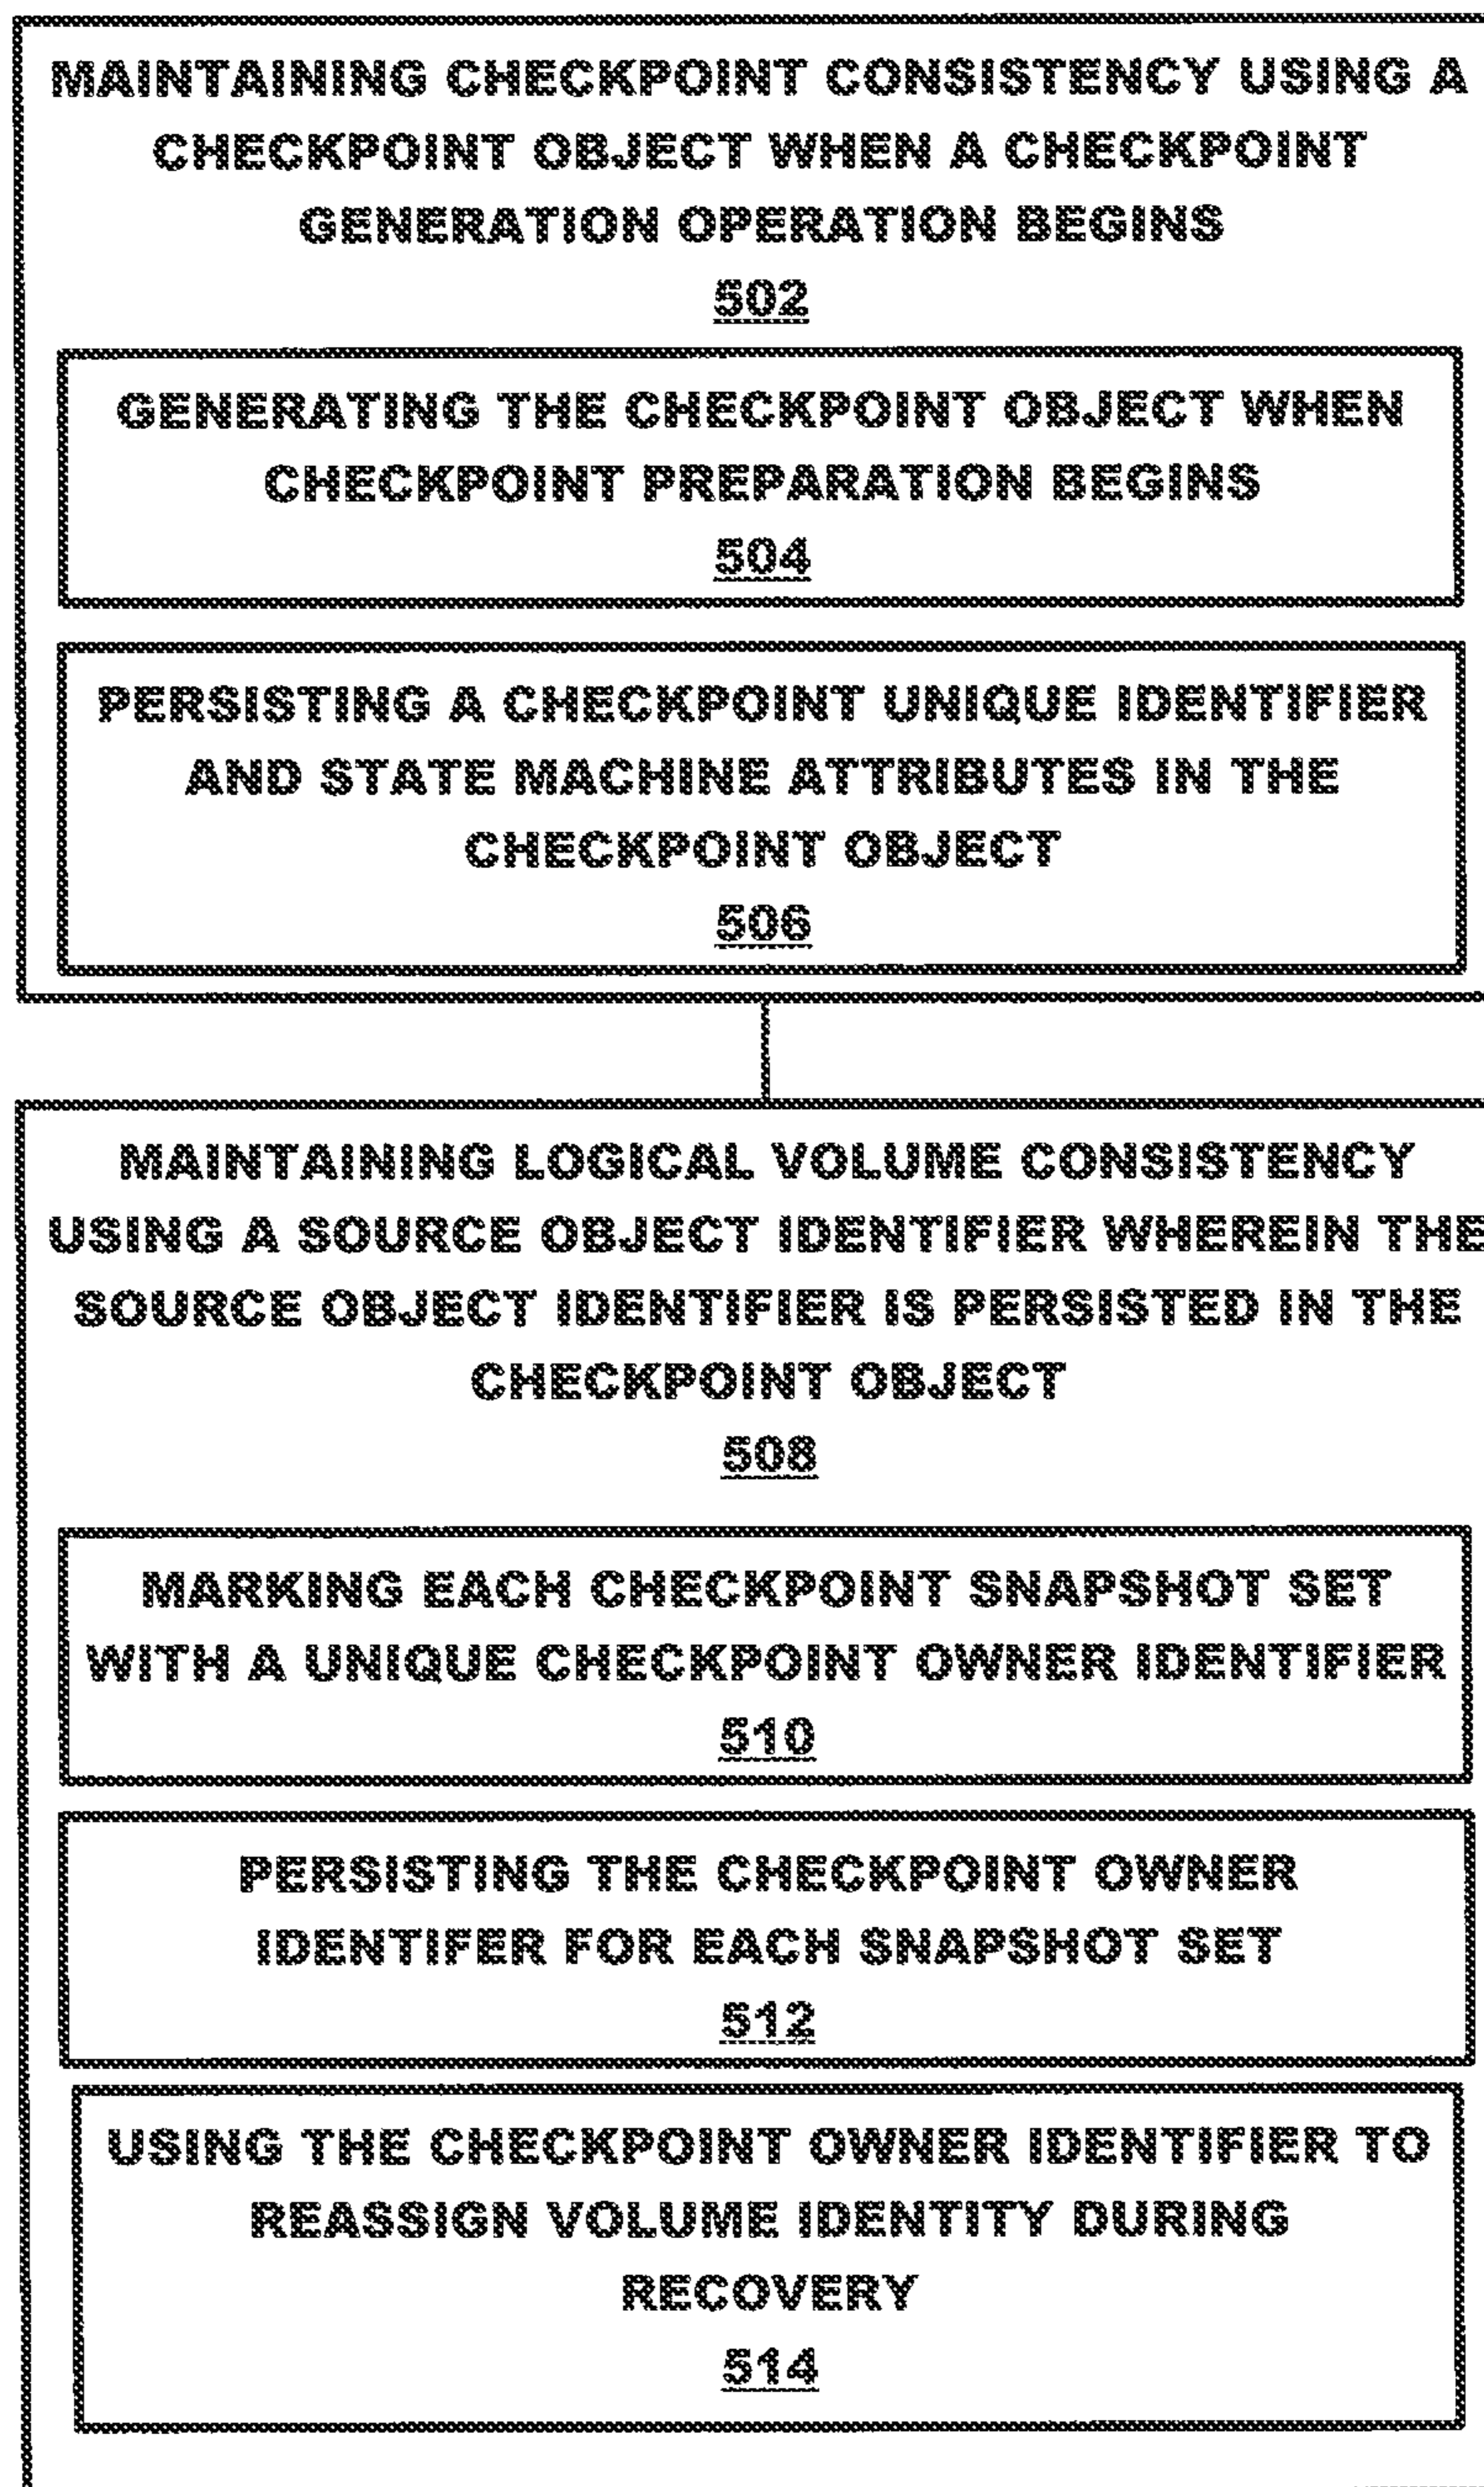 MAINTAINING CHECKPOINT CONSISTENCY USING A
CHECKPOINT OBJECT WHEN A CHECKPOINT
GENERATION OPERATION BEGINS
502
GENERATING THE CHECKPOINT OBJECT WHEN
CHECKPOINT PREPARATION BEGINS
504
PERSISTING A CHECKPOINT UNIQUE IDENTIFIER
AND STATE MACHINE ATTRIBUTES IN THE
CHECKPOINT OBJECT
506
MAINTAINING LOGICAL VOLUME CONSISTENCY
USING A SOURCE OBJECT IDENTIFIER WHEREIN THE
SOURCE OBJECT IDENTIFIER IS PERSISTED IN THE
CHECKPOINT OBJECT
508
MARKING EACH CHECKPOINT SNAPSHOT SET
WITH A UNIQUE CHECKPOINT OWNER IDENTIFIER
510
PERSISTING THE CHECKPOINT OWNER
IDENTIFER FOR EACH SNAPSHOT SET
512
USING THE CHECKPOINT OWNER IDENTIFIER TO
REASSIGN VOLUME IDENTITY DURING
RECOVERY
514